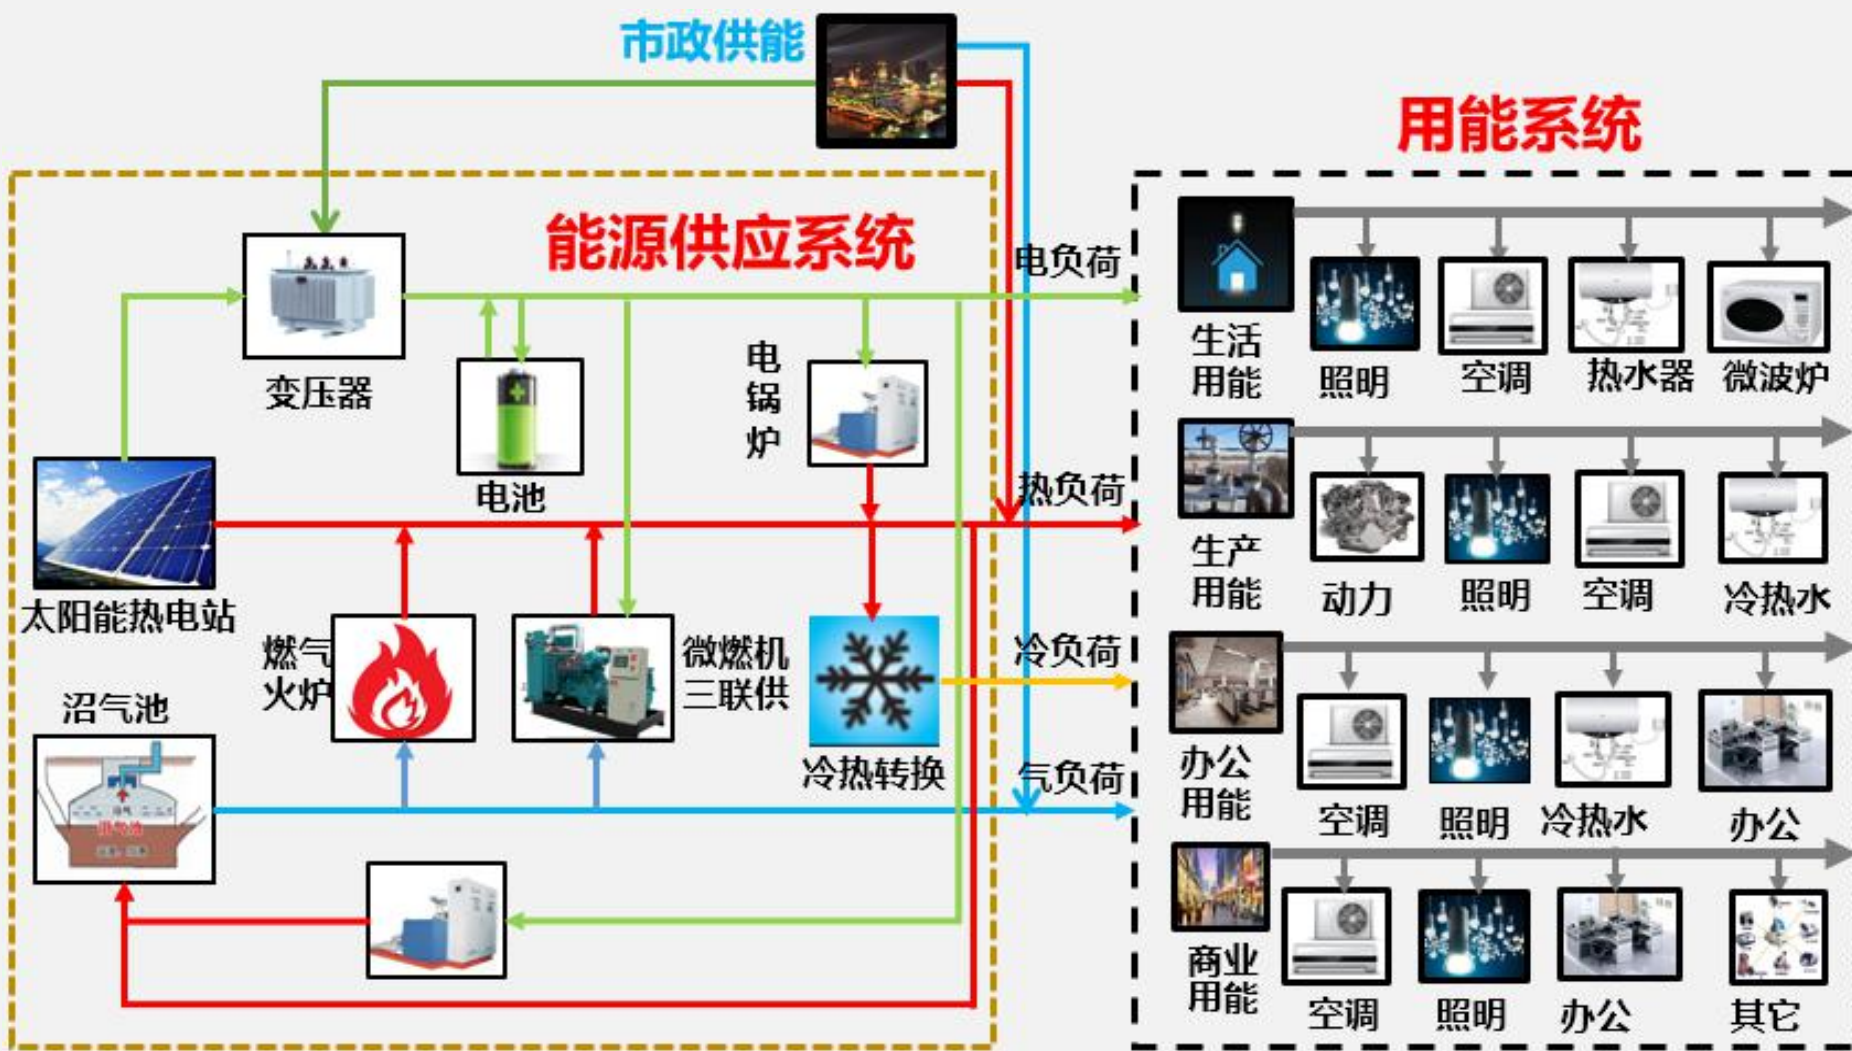 市政供能
用能系统
能源供应系统
电负荷
变压器
电池
电
锅
炉
热负荷
太阳能热电站
燃气
火炉
微燃机
三联供
冷负荷
冷热转换
沼气池
沼气池
气负荷
生活
用能
照明
空调
热水器
微波炉
生产
用能
动力
照明
空调
冷热水
办公
用能
空调
照明
冷热水
办公
商业
用能
空调
照明
办公
其它